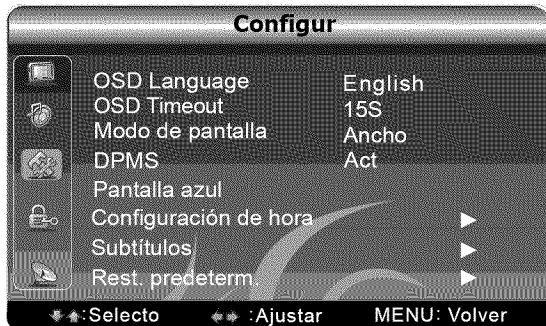 Configur
OSD Language English
OSD Timeout 15S
Modo de pantalla Ancho
DPMS Act
Pantalla azul
Configuración de hora
Subtítulos
Rest. predeterm.
:Selecto :Ajustar MENU: Volver